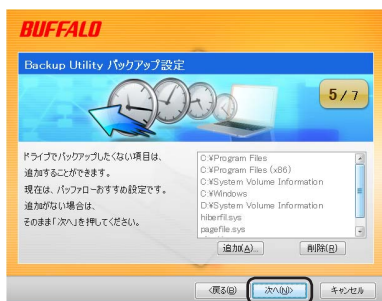 BUFFALO
Backup Utility バックアップ設定
5/7
ドライブでバックアップしたくない項目は、
追加することができます。
現在は、バッファローおすすめ設定です。
追加がない場合は、
そのまま「次へ」を押してください。
C:¥Program Files
C:¥Program Files (x86)
C:¥System Volume Information
C:¥Windows
D:¥System Volume Information
hiberfil.sys
pagefile.sys
追加(A)...
削除(R)
<戻る(B)
次へ(N)>
キャンセル